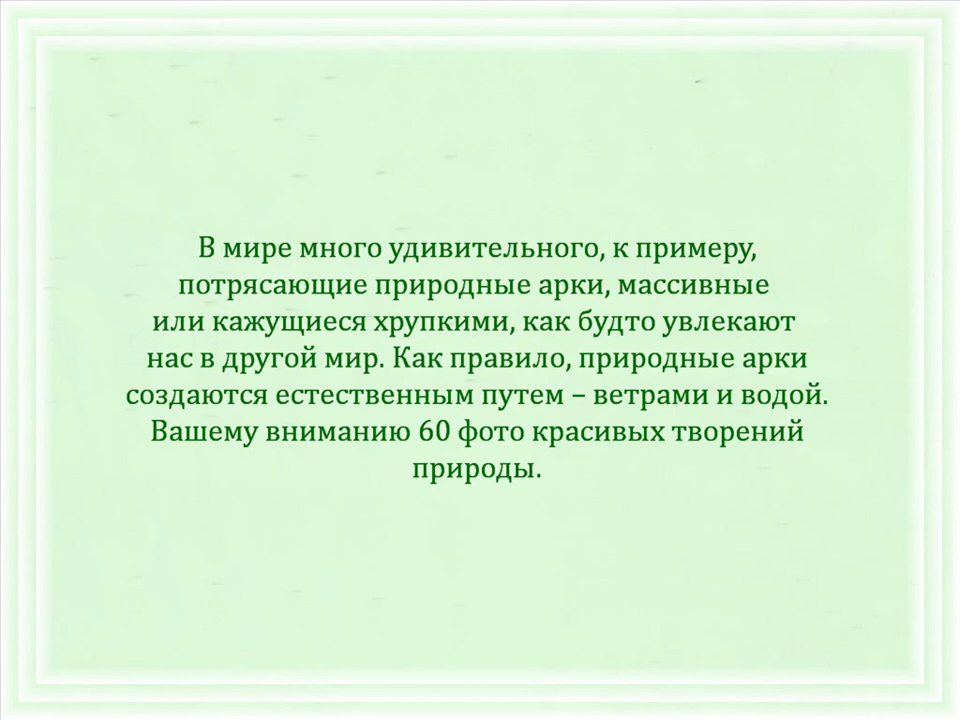 В мире много удивительного, к примеру,
потрясающие природные арки, массивные
или кажущиеся хрупкими, как будто увлекают
нас в другой мир. Как правило, природные арки
создаются естественным путем – ветрами и водой.
Вашему вниманию 60 фото красивых творений
природы.